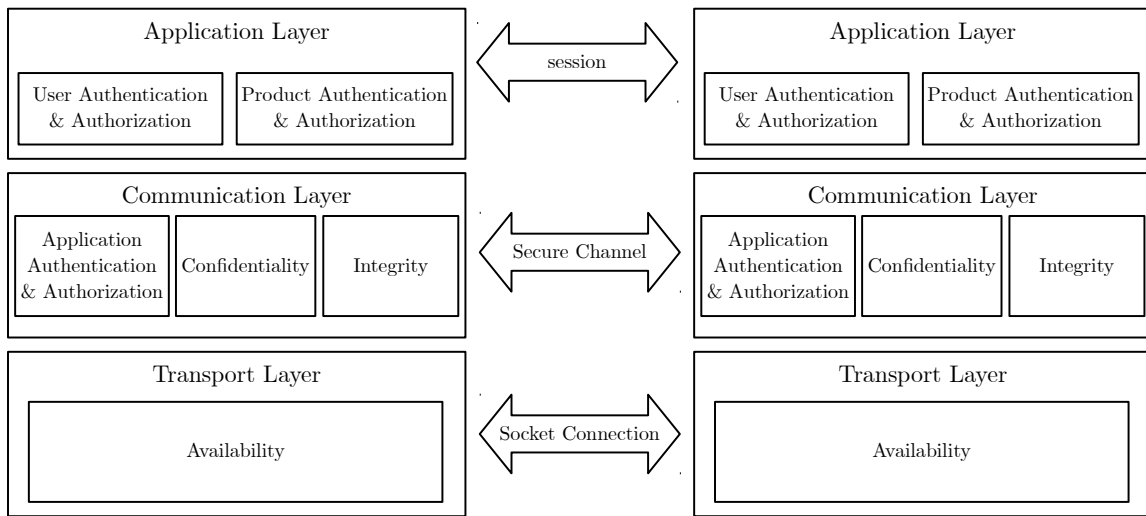 Application Layer
User Authentication
& Authorization
Product Authentication
& Authorization
session
Application Layer
User Authentication
& Authorization
Product Authentication
& Authorization
Communication Layer
Application
Authentication
& Authorization
Confidentiality
Integrity
Secure Channel
Communication Layer
Application
Authentication
& Authorization
Confidentiality
Integrity
Transport Layer
Availability
Socket Connection
Transport Layer
Availability